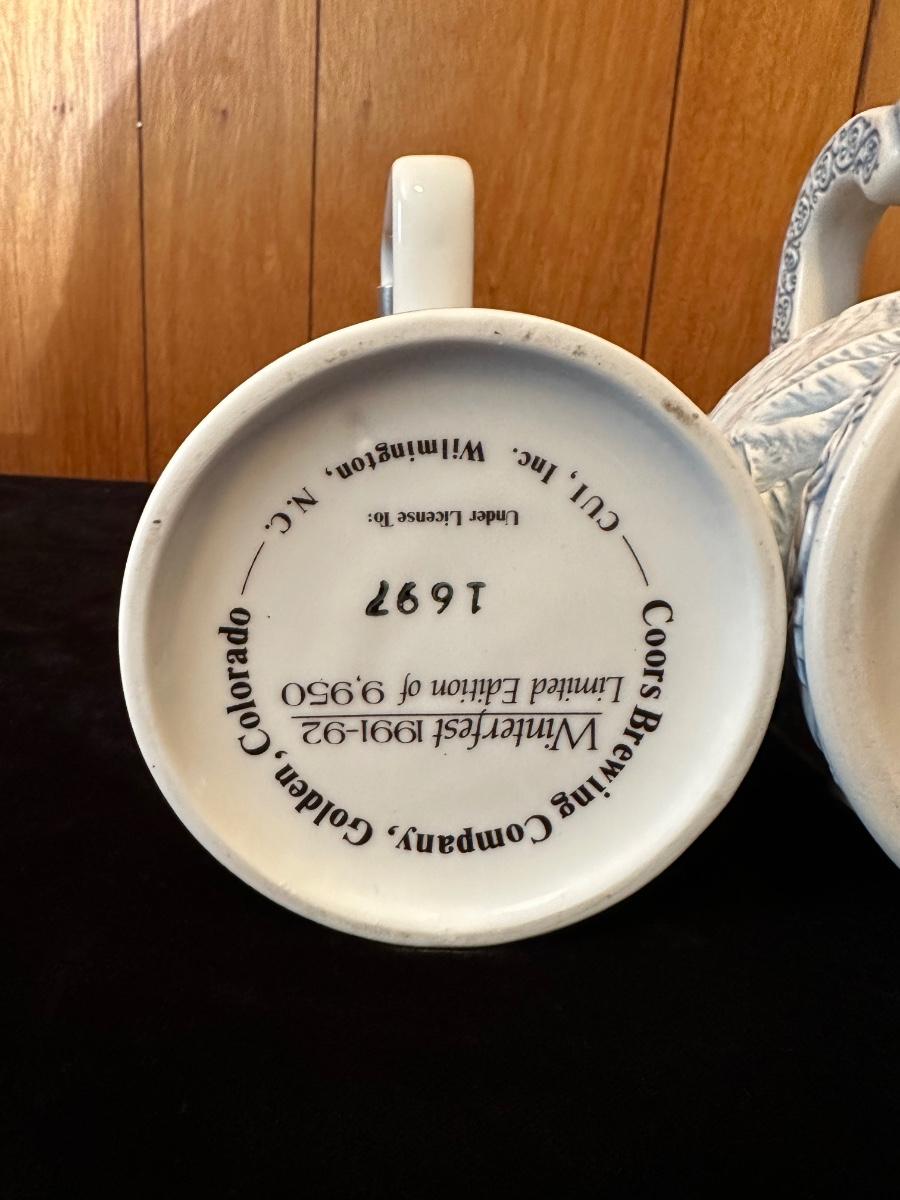 Coors Brewing Company, Golden, Colorado
Winterfest 1991-92
Limited Edition of 9,950
1697
Under License To:
CUI, Inc. Wilmington, N.C.